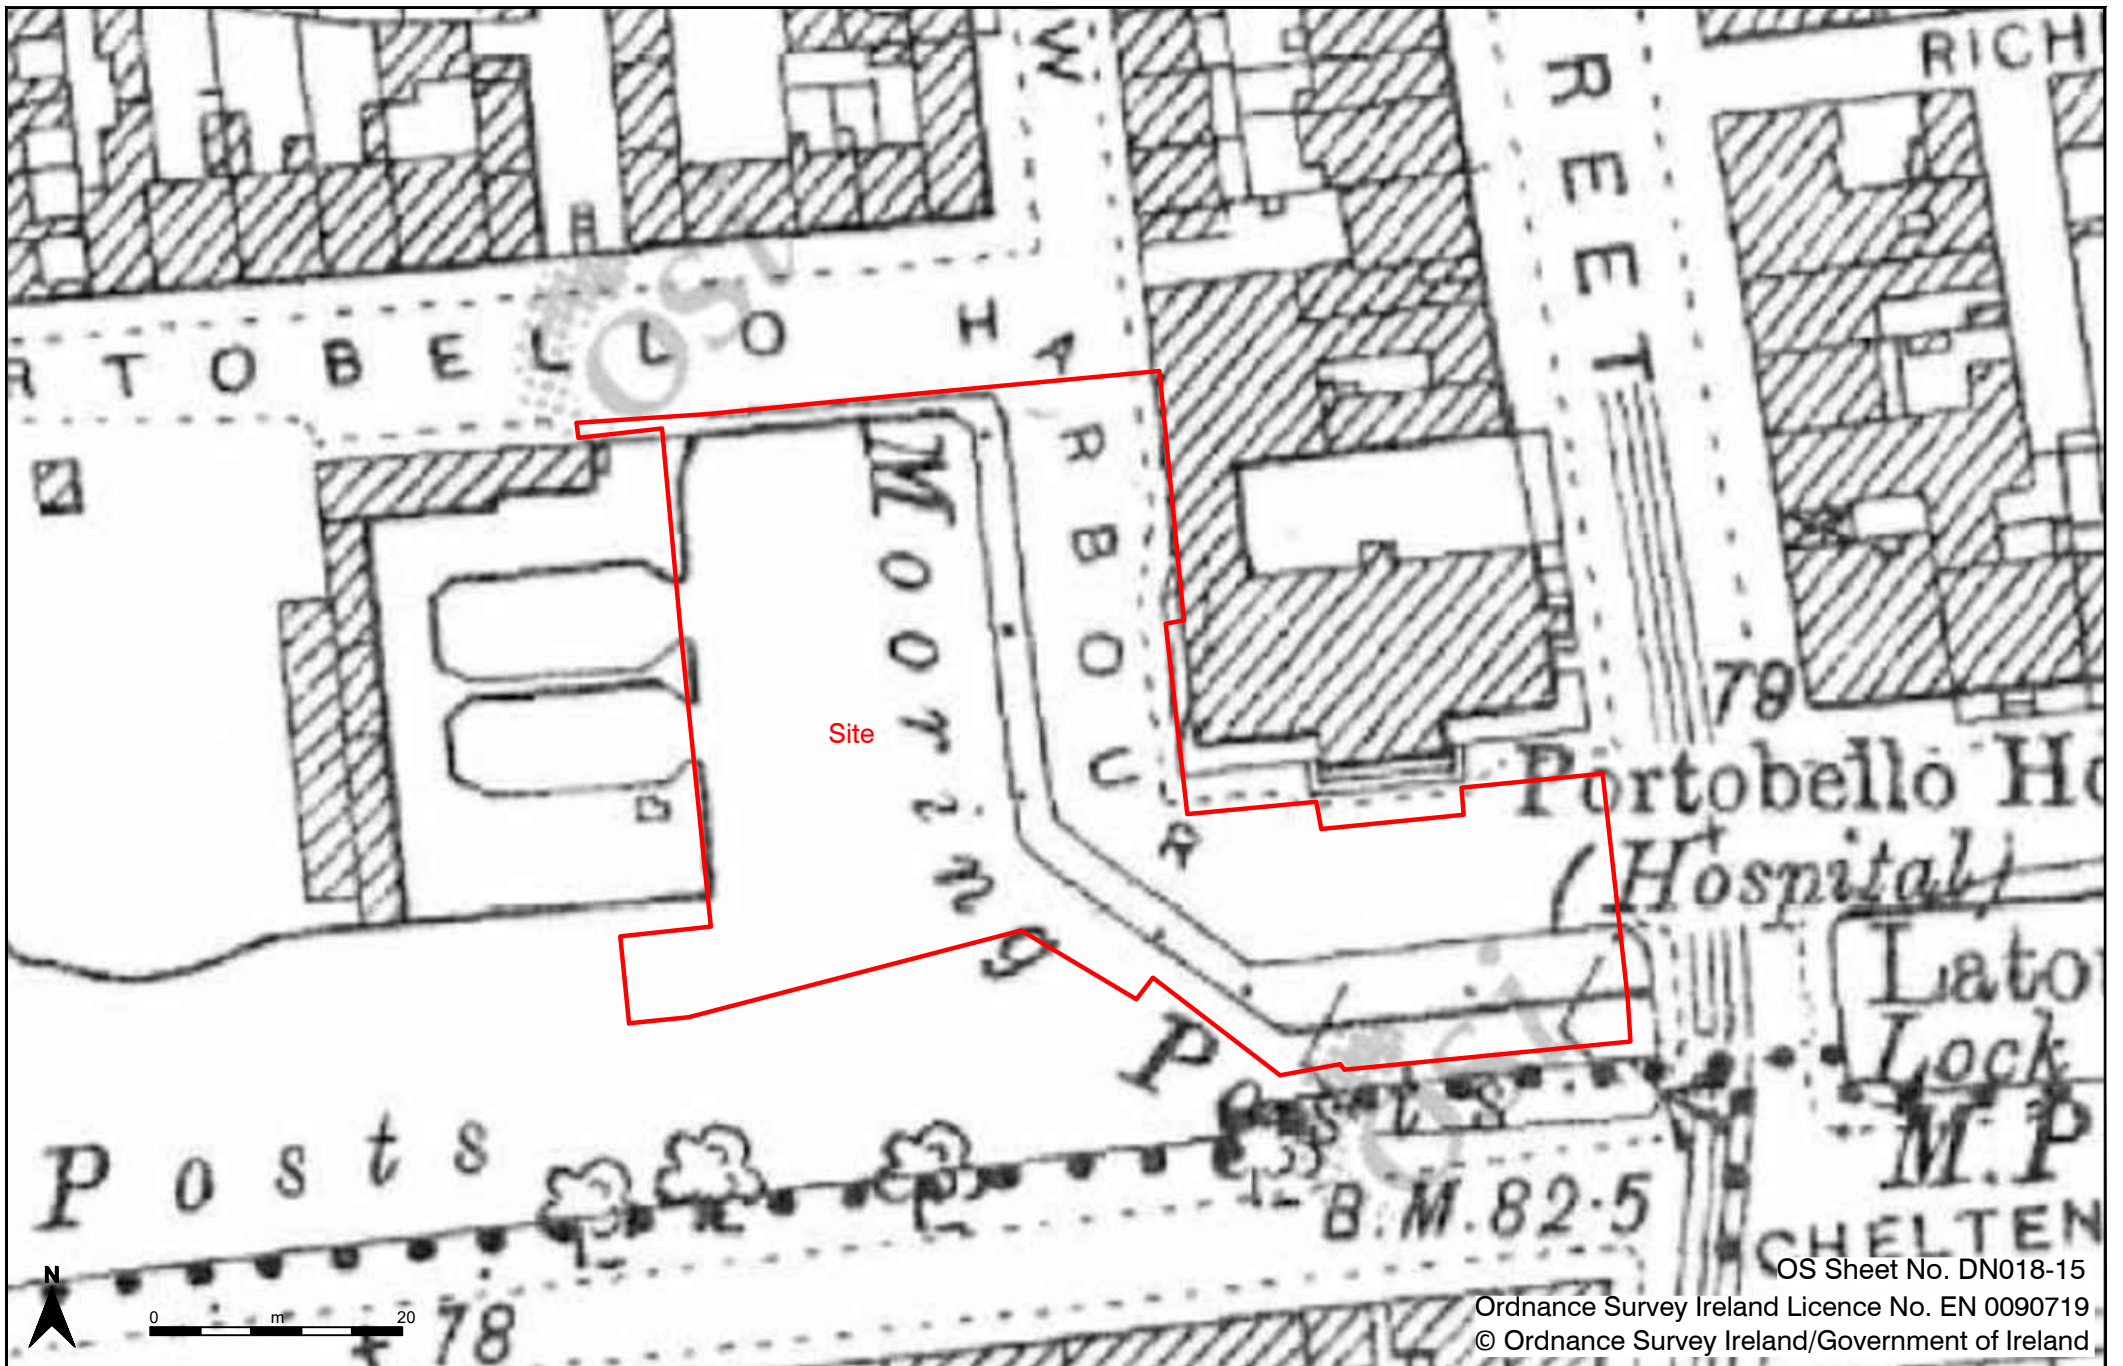 W
REET
RICH
RTOBELLO HARBOUR
Mooring Posts
Site
79
Portobello Ho
(Hospital)
Lato
Lock
M.P
Posts
B.M.82·5
CHELTEN
78
N
0 m 20
OS Sheet No. DN018-15
Ordnance Survey Ireland Licence No. EN 0090719
© Ordnance Survey Ireland/Government of Ireland
OSi